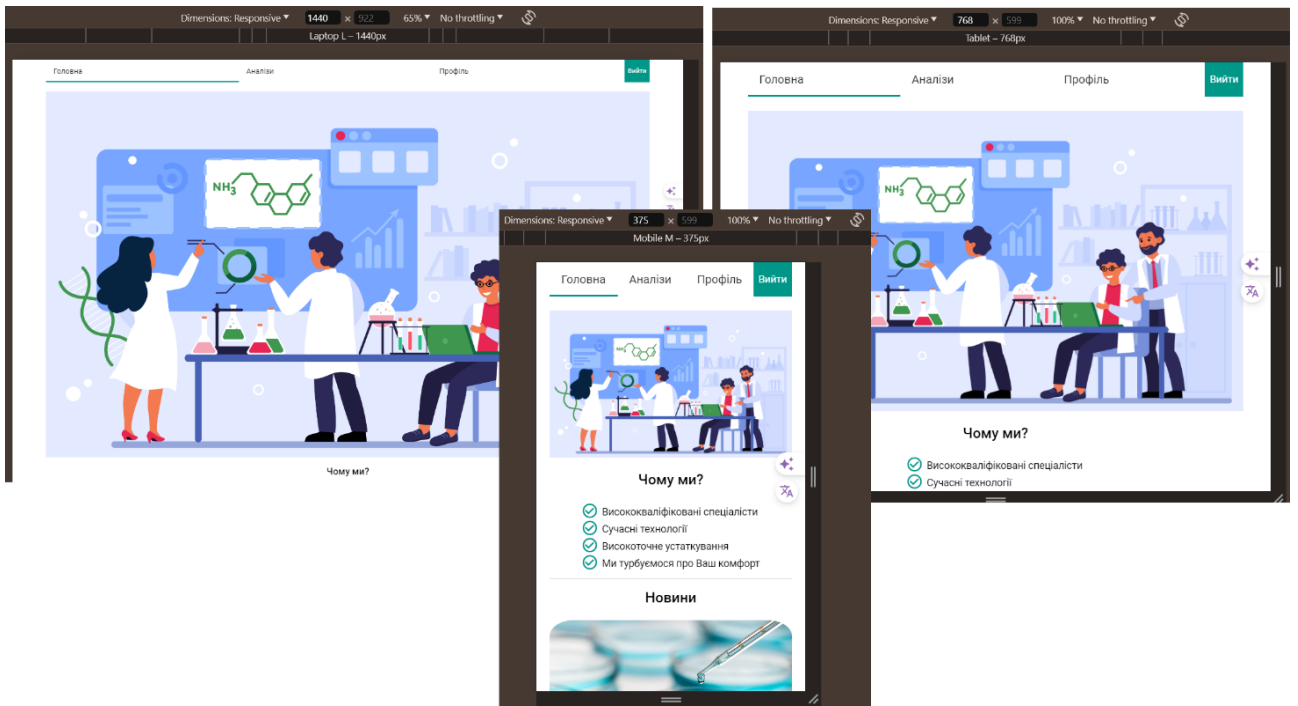 Dimensions: Responsive ▼ 1440 × 922 65% ▼ No throttling ▼
Laptop L – 1440px
Головна Аналізи Профіль Вийти
NH3
Чому ми?
Dimensions: Responsive ▼ 768 × 599 100% ▼ No throttling ▼
Tablet – 768px
Головна Аналізи Профіль Вийти
NH3
Чому ми?
Висококваліфіковані спеціалісти
Сучасні технології
Dimensions: Responsive ▼ 375 × 599 100% ▼ No throttling ▼
Mobile M – 375px
Головна Аналізи Профіль Вийти
NH3
Чому ми?
Висококваліфіковані спеціалісти
Сучасні технології
Високоточне устаткування
Ми турбуємося про Ваш комфорт
Новини